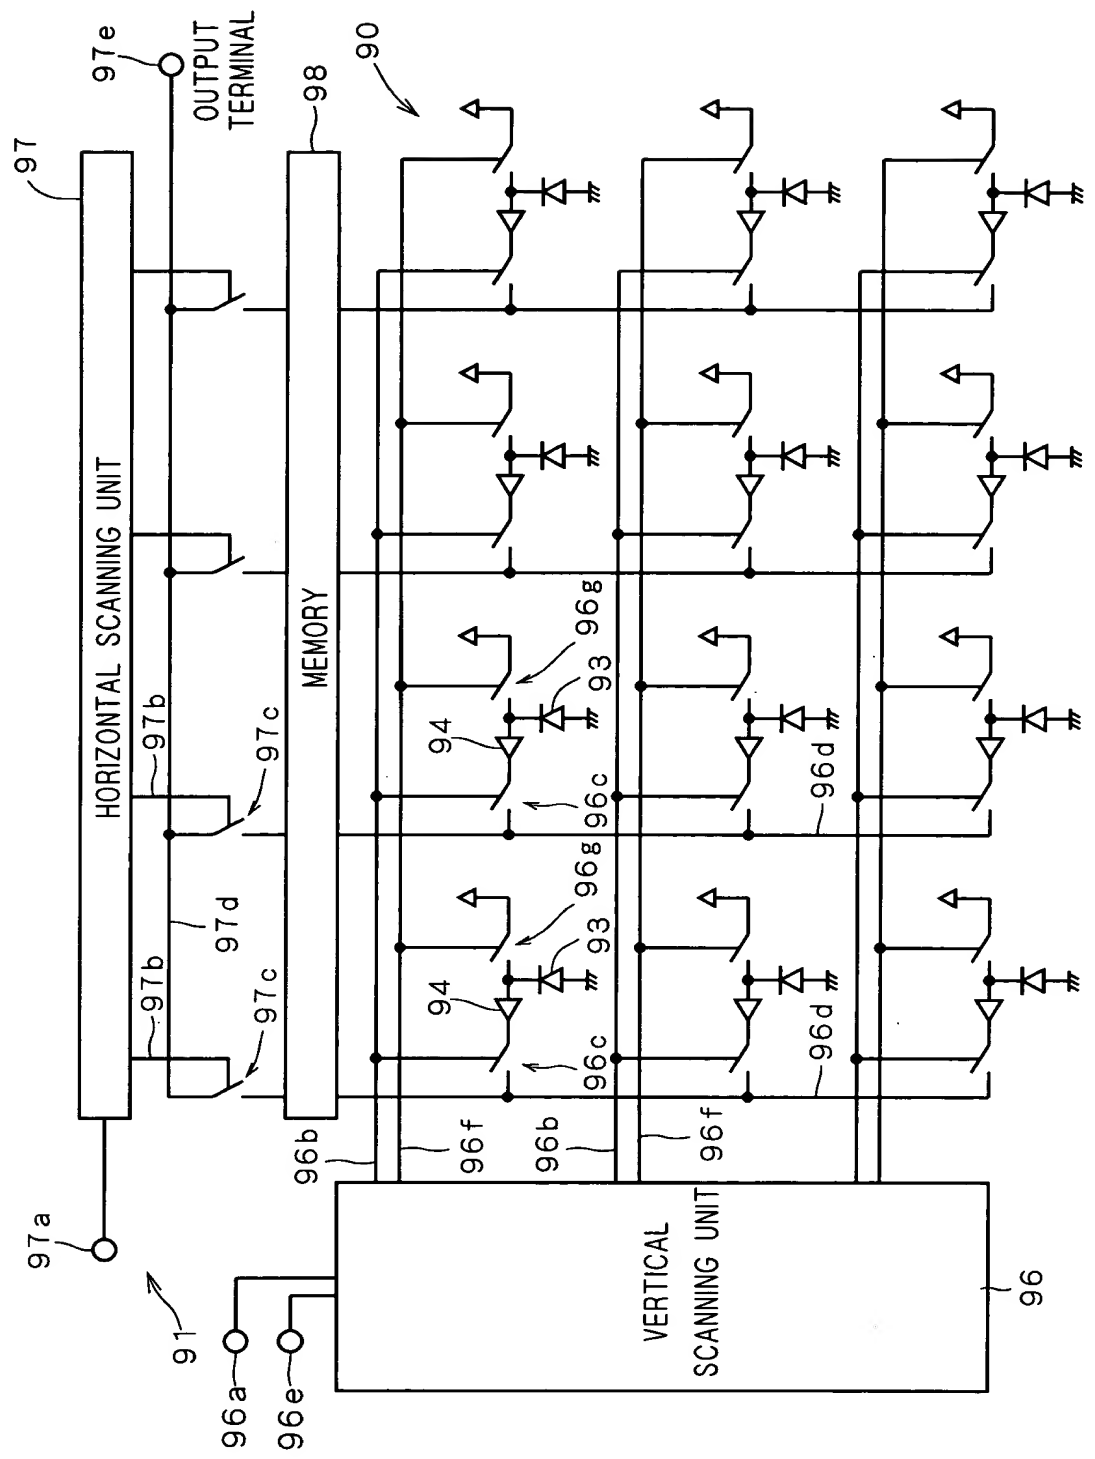 97a
97
97e
HORIZONTAL SCANNING UNIT
97b
97b
91
OUTPUT
TERMINAL
97d
96a
97c
97c
96e
96b
MEMORY
98
90
94
94
96f
96b
96g
96g
96c
93
96c
93
VERTICAL
SCANNING UNIT
96f
96d
96d
96